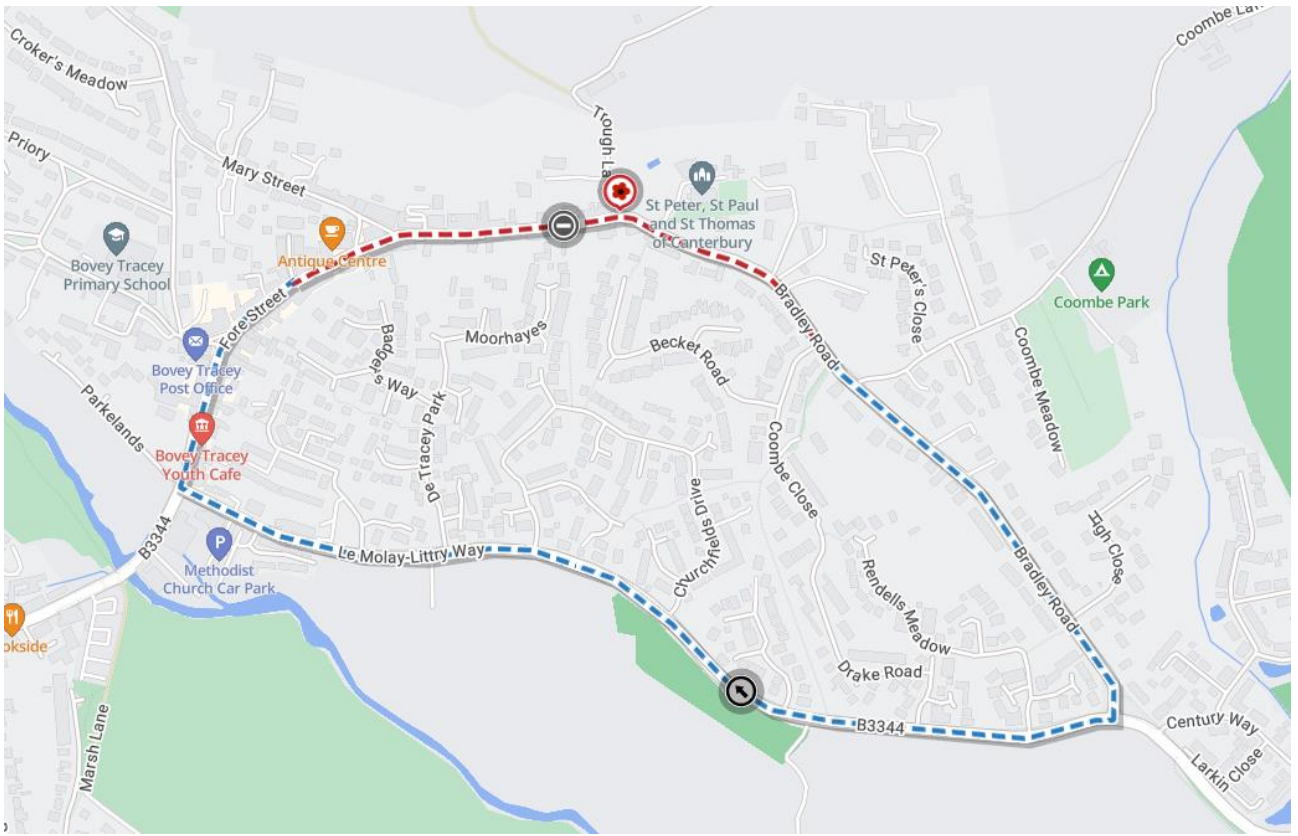 Croker's Meadow
Coombe La
Priory
Mary Street
Trough La
St Peter, St Paul
and St Thomas
of Canterbury
Bovey Tracey
Primary School
Antique Centre
St Peter's Close
Coombe Park
Fore Street
Bradley Road
Moorhayes
Badger's Way
Becket Road
Bovey Tracey
Post Office
Coombe Meadow
Parkelands
De Tracey Park
Bovey Tracey
Youth Cafe
Coombe Close
Churchfields Drive
High Close
B3344
P
Le Molay-Littry Way
Methodist
Church Car Park
Rendells Meadow
Bradley Road
okside
Drake Road
Marsh Lane
B3344
Century Way
Larkin Close